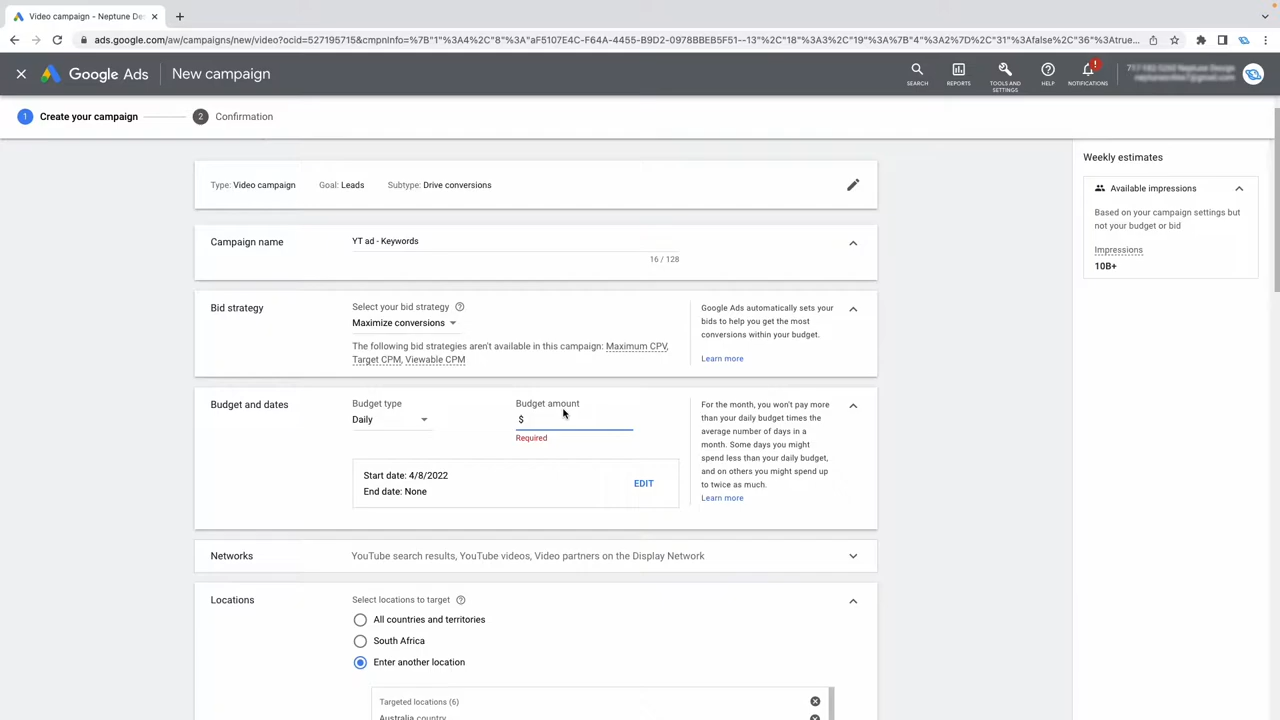 Video campaign - Neptune De
ads.google.com/aw/campaigns/new/video?ocid=527195715&cmpnInfo=%7B"1"%3A4%2C"8"%3A"aF5107E4C-F64A-4455-B9D2-0978BBEB5F51--13"%2C"18"%3A3%2C"19"%3A%7B"4"%3A2%7D%2C"31"%3Afalse%2C"36"%3Atrue...
Google Ads
New campaign
SEARCH
REPORTS
TOOLS AND
SETTINGS
HELP
!
NOTIFICATIONS
1 Create your campaign
2 Confirmation
Type: Video campaign Goal: Leads Subtype: Drive conversions
Campaign name
YT ad - Keywords
16 / 128
Bid strategy
Select your bid strategy ?
Maximize conversions
The following bid strategies aren't available in this campaign: Maximum CPV,
Target CPM, Viewable CPM
Google Ads automatically sets your
bids to help you get the most
conversions within your budget.
Learn more
Budget and dates
Budget type
Daily
Budget amount
$
Required
Start date: 4/8/2022
End date: None
EDIT
For the month, you won't pay more
than your daily budget times the
average number of days in a
month. Some days you might
spend less than your daily budget,
and on others you might spend up
to twice as much.
Learn more
Networks
YouTube search results, YouTube videos, Video partners on the Display Network
Locations
Select locations to target ?
All countries and territories
South Africa
Enter another location
Targeted locations (6)
Australia country
Weekly estimates
Available impressions
Based on your campaign settings but
not your budget or bid
Impressions
10B+